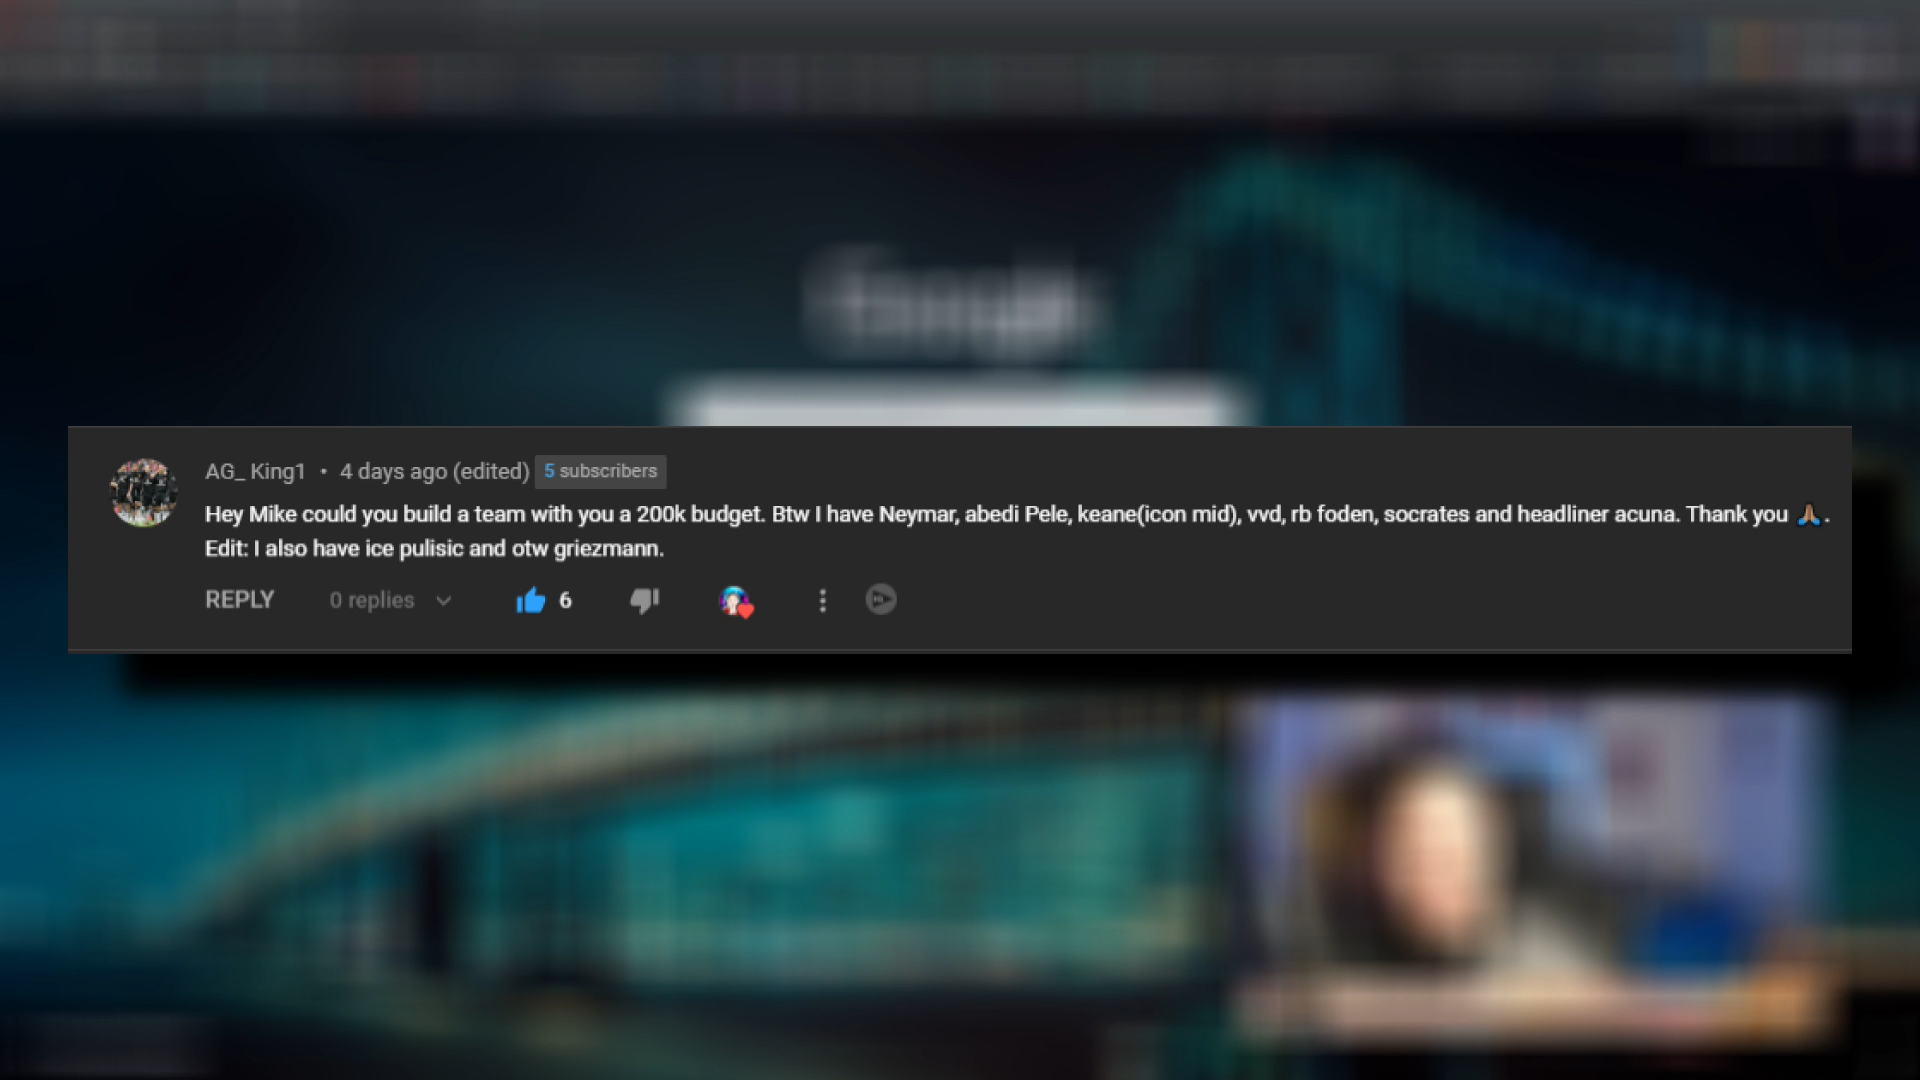 AG_ King1 • 4 days ago (edited) 5 subscribers
Hey Mike could you build a team with you a 200k budget. Btw I have Neymar, abedi Pele, keane(icon mid), vvd, rb foden, socrates and headliner acuna. Thank you 🙏🏽.
Edit: I also have ice pulisic and otw griezmann.
REPLY 0 replies 6